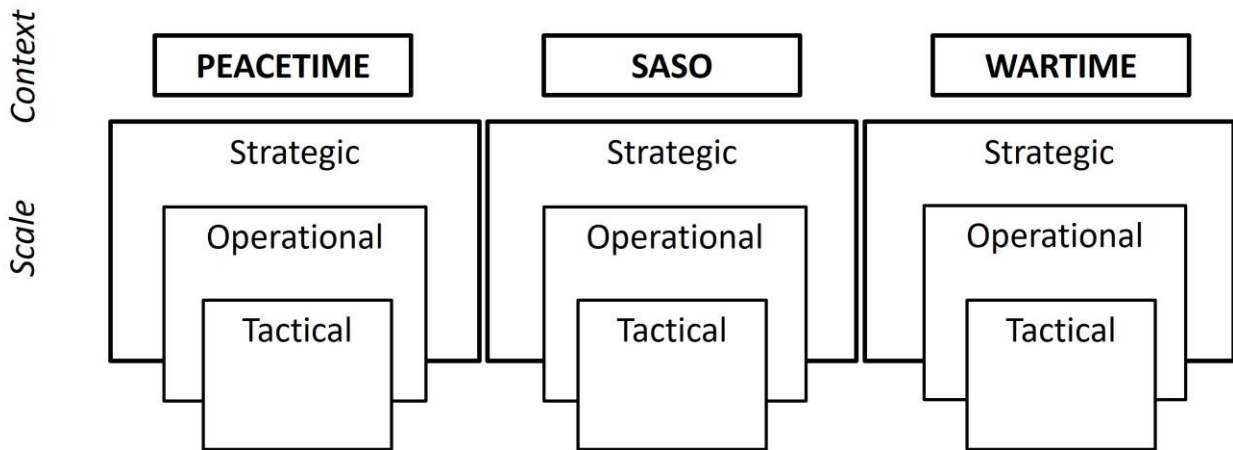 Context
PEACETIME SASO WARTIME
Scale
Strategic Strategic Strategic
Operational Operational Operational
Tactical Tactical Tactical